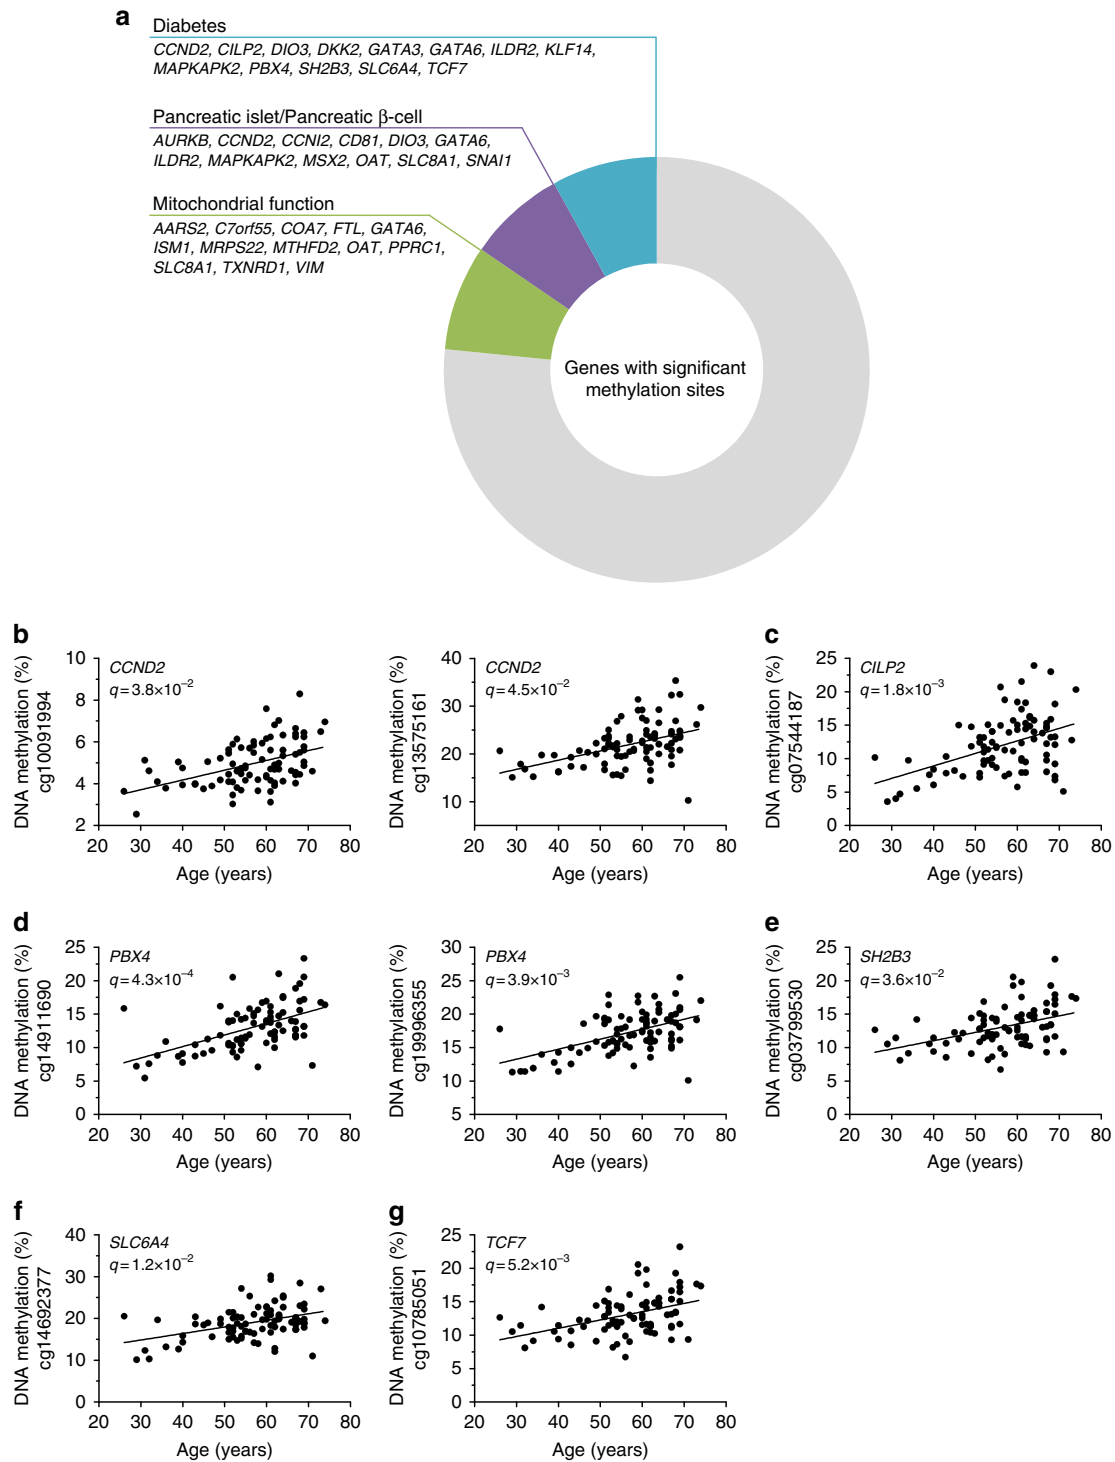 a
Diabetes
CCND2, CILP2, DIO3, DKK2, GATA3, GATA6, ILDR2, KLF14,
MAPKAPK2, PBX4, SH2B3, SLC6A4, TCF7
Pancreatic islet/Pancreatic β-cell
AURKB, CCND2, CCNI2, CD81, DIO3, GATA6,
ILDR2, MAPKAPK2, MSX2, OAT, SLC8A1, SNAI1
Mitochondrial function
AARS2, C7orf55, COA7, FTL, GATA6,
ISM1, MRPS22, MTHFD2, OAT, PPRC1,
SLC8A1, TXNRD1, VIM
Genes with significant
methylation sites
b
DNA methylation (%)
cg10091994
10
8
6
4
2
CCND2
q=3.8×10⁻²
20 30 40 50 60 70 80
Age (years)
DNA methylation (%)
cg13575161
40
30
20
10
CCND2
q=4.5×10⁻²
20 30 40 50 60 70 80
Age (years)
c
DNA methylation (%)
cg07544187
25
20
15
10
5
0
CILP2
q=1.8×10⁻³
20 30 40 50 60 70 80
Age (years)
d
DNA methylation (%)
cg14911690
25
20
15
10
5
0
PBX4
q=4.3×10⁻⁴
20 30 40 50 60 70 80
Age (years)
DNA methylation (%)
cg19996355
30
25
20
15
10
5
PBX4
q=3.9×10⁻³
20 30 40 50 60 70 80
Age (years)
e
DNA methylation (%)
cg03799530
25
20
15
10
5
0
SH2B3
q=3.6×10⁻²
20 30 40 50 60 70 80
Age (years)
f
DNA methylation (%)
cg14692377
40
30
20
10
0
SLC6A4
q=1.2×10⁻²
20 30 40 50 60 70 80
Age (years)
g
DNA methylation (%)
cg10785051
25
20
15
10
5
0
TCF7
q=5.2×10⁻³
20 30 40 50 60 70 80
Age (years)